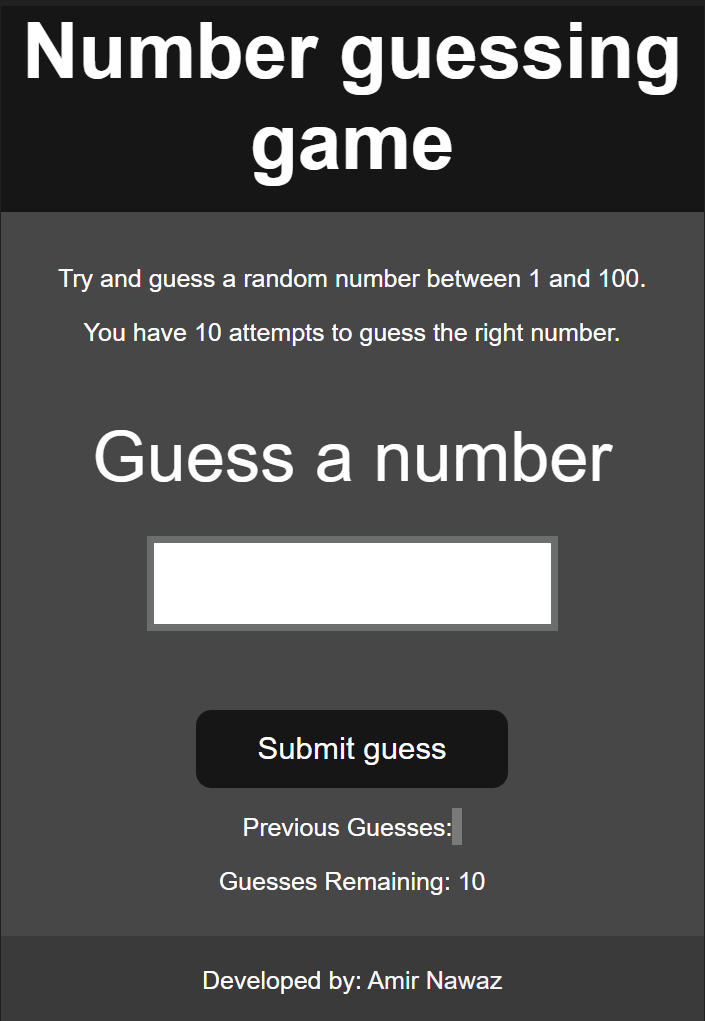 Number guessing
game
Try and guess a random number between 1 and 100.
You have 10 attempts to guess the right number.
Guess a number
Submit guess
Previous Guesses:
Guesses Remaining: 10
Developed by: Amir Nawaz